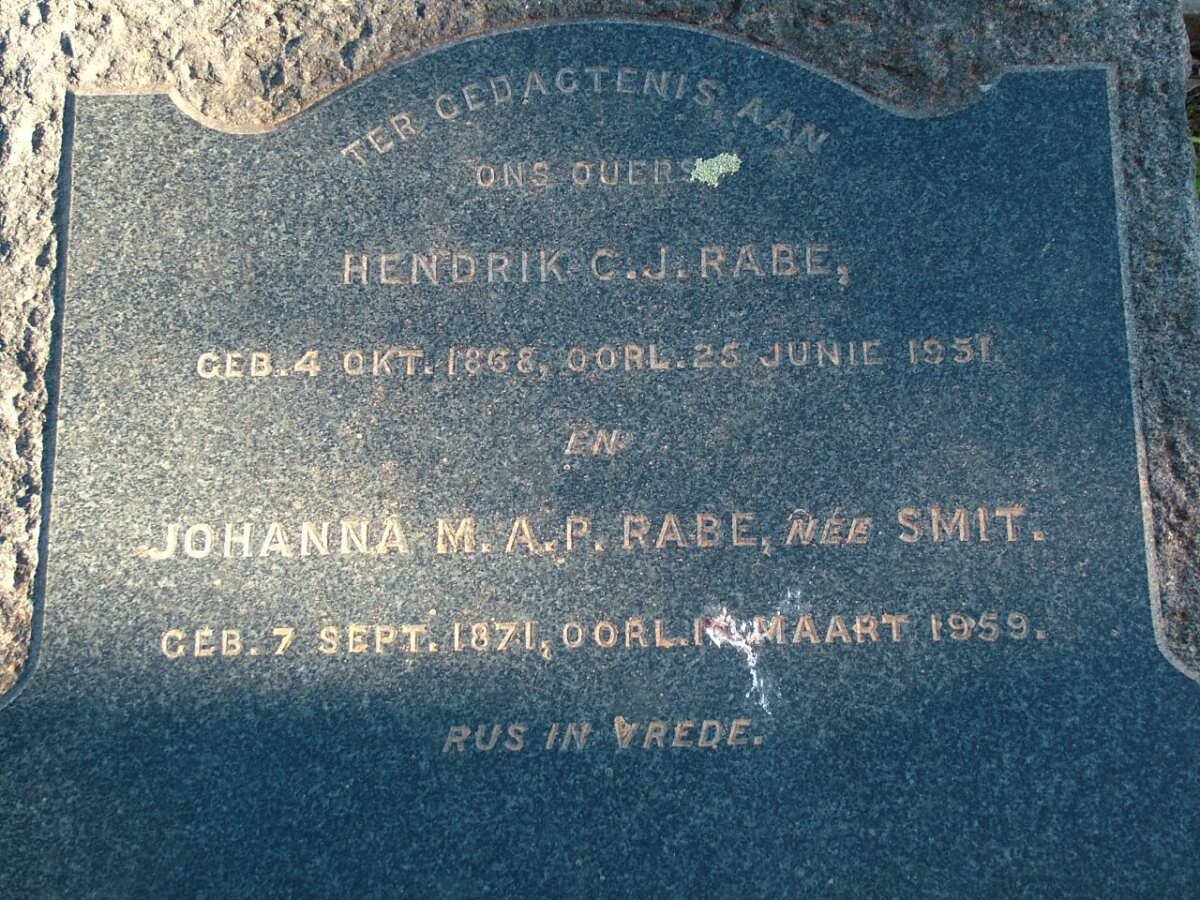 TER GEDACTENIS, AAN
ONS OUERS
HENDRIK C.J. RABE,
GEB. 4 OKT. 1868, OORL. 25 JUNIE 1951.
EN
JOHANNA M. A. P. RABE, NÉE SMIT.
GEB. 7 SEPT. 1871, OORL. MAART 1959.
RUS IN VREDE.